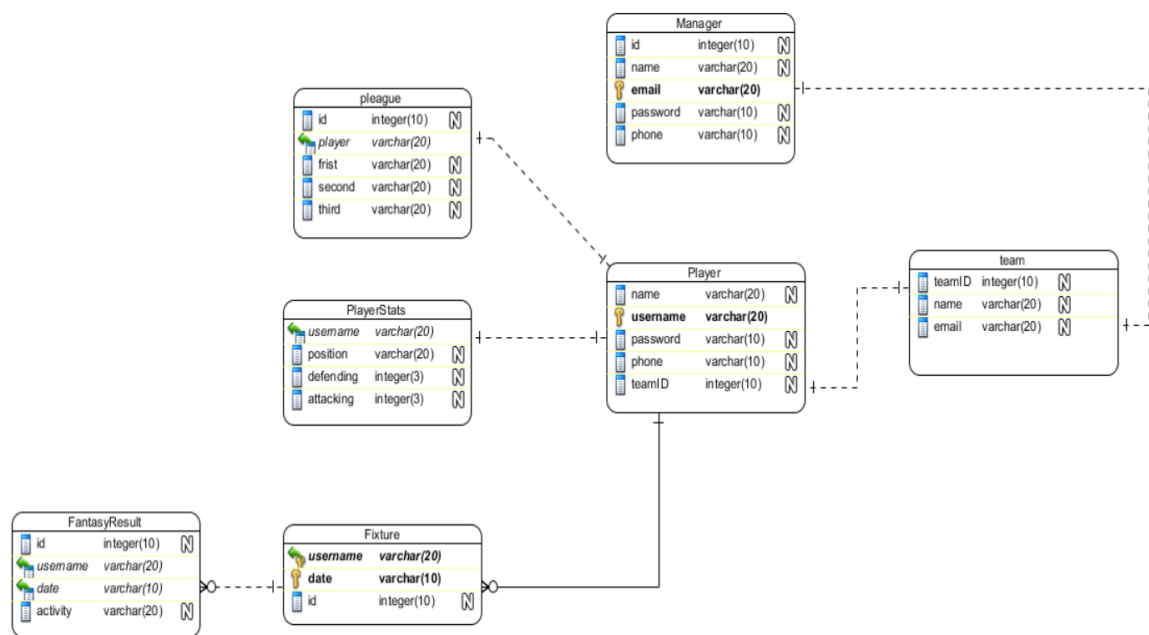 Manager
id integer(10) N
name varchar(20) N
email varchar(20)
password varchar(10) N
phone varchar(10) N
pleague
id integer(10) N
player varchar(20)
frist varchar(20) N
second varchar(20) N
third varchar(20) N
Player
name varchar(20) N
username varchar(20)
password varchar(10) N
phone varchar(10) N
teamID integer(10) N
team
teamID integer(10) N
name varchar(20) N
email varchar(20) N
PlayerStats
username varchar(20)
position varchar(20) N
defending integer(3) N
attacking integer(3) N
FantasyResult
id integer(10) N
username varchar(20)
date varchar(10)
activity varchar(20) N
Fixture
username varchar(20)
date varchar(10)
id integer(10) N